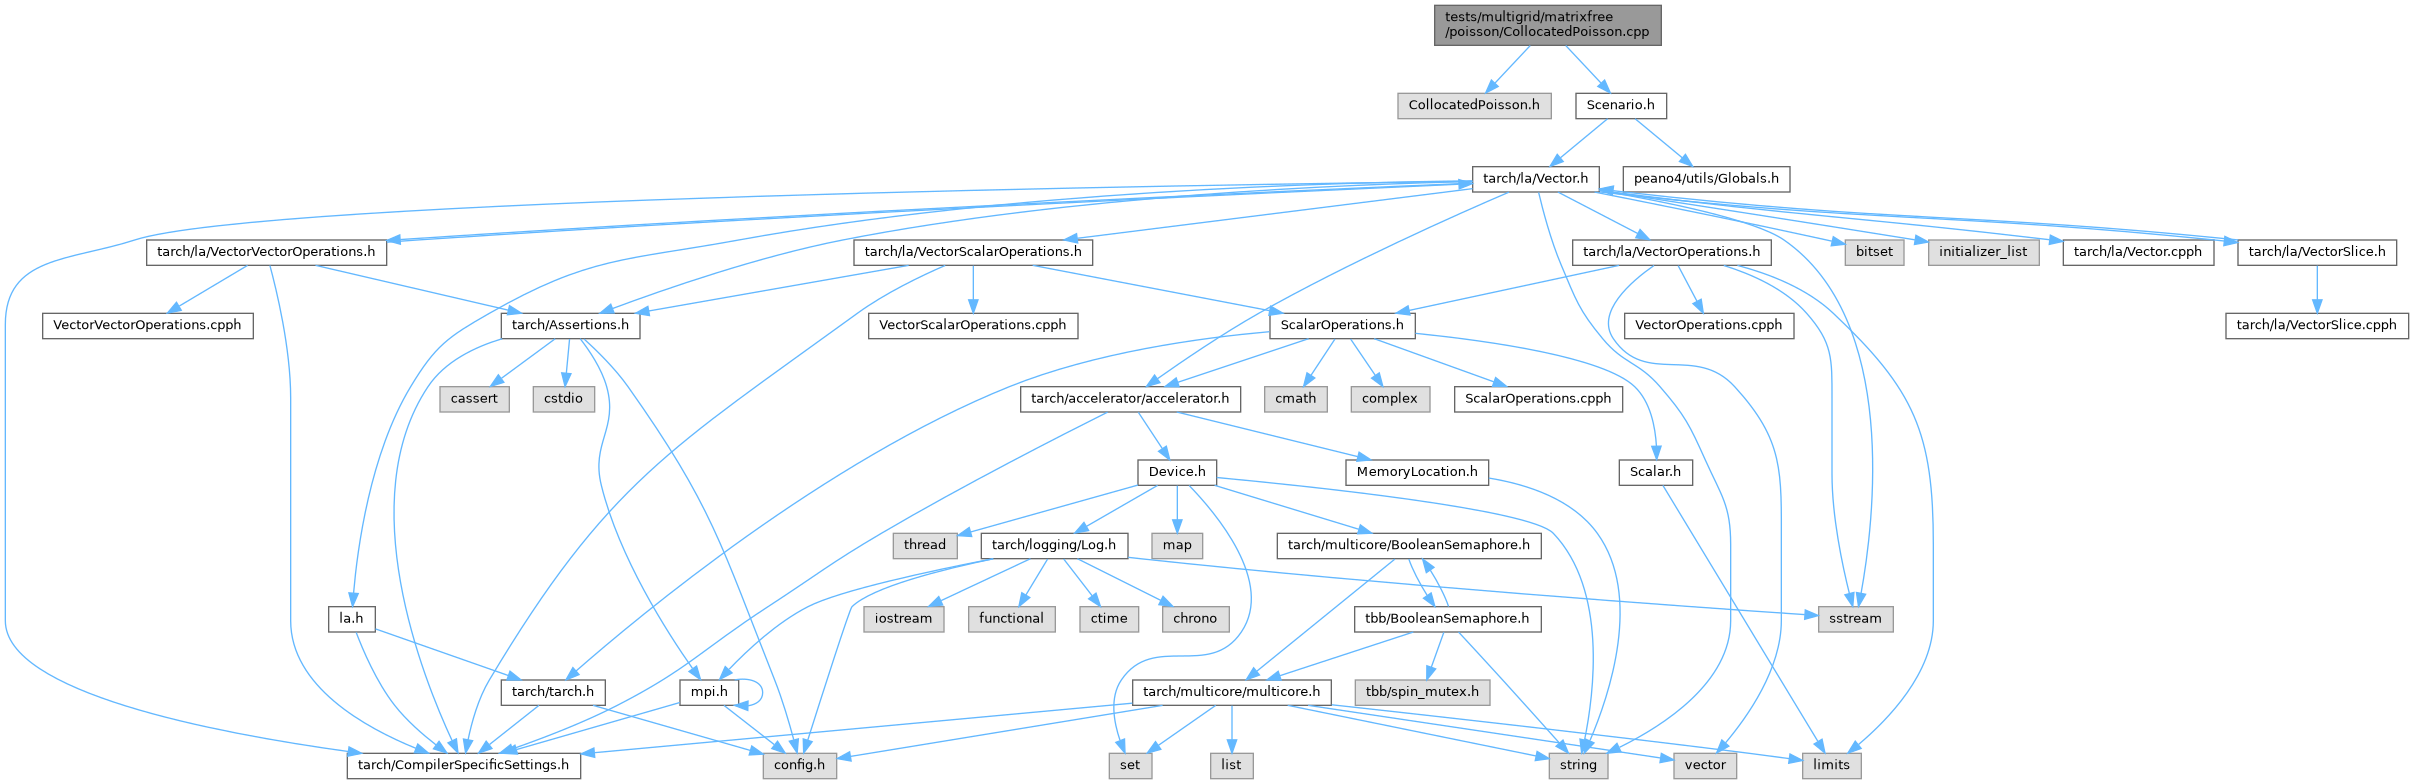 tests/multigrid/matrixfree
/poisson/CollocatedPoisson.cpp
CollocatedPoisson.h
Scenario.h
tarch/la/Vector.h
peano4/utils/Globals.h
tarch/la/VectorVectorOperations.h
tarch/la/VectorScalarOperations.h
tarch/la/VectorOperations.h
bitset
initializer_list
tarch/la/Vector.cpph
tarch/la/VectorSlice.h
VectorVectorOperations.cpph
tarch/Assertions.h
VectorScalarOperations.cpph
ScalarOperations.h
VectorOperations.cpph
tarch/la/VectorSlice.cpph
cassert
cstdio
tarch/accelerator/accelerator.h
cmath
complex
ScalarOperations.cpph
Device.h
MemoryLocation.h
Scalar.h
thread
tarch/logging/Log.h
map
tarch/multicore/BooleanSemaphore.h
la.h
iostream
functional
ctime
chrono
tbb/BooleanSemaphore.h
sstream
tarch/tarch.h
mpi.h
tarch/multicore/multicore.h
tbb/spin_mutex.h
tarch/CompilerSpecificSettings.h
config.h
set
list
string
vector
limits